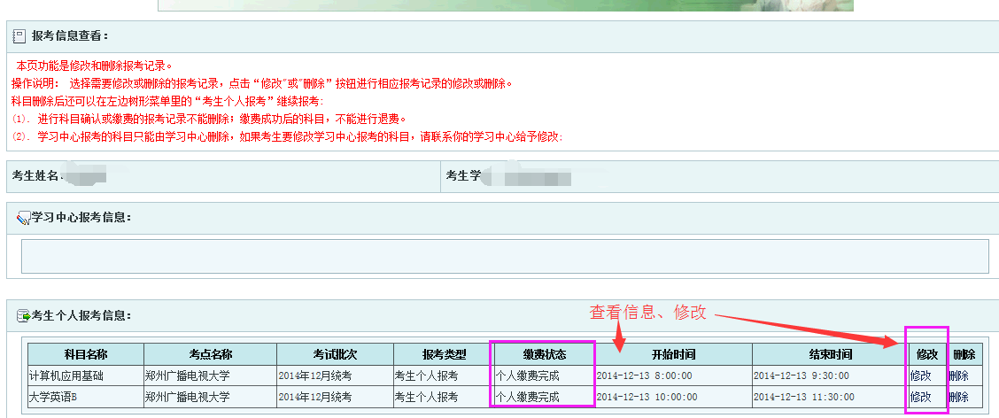 报考信息查看：
本页功能是修改和删除报考记录。
操作说明： 选择需要修改或删除的报考记录，点击“修改"或"删除”按钮进行相应报考记录的修改或删除。
科目删除后还可以在左边树形菜单里的“考生个人报考”继续报考：
(1). 进行科目确认或缴费的报考记录不能删除；缴费成功后的科目，不能进行退费。
(2). 学习中心报考的科目只能由学习中心删除，如果考生要修改学习中心报考的科目，请联系你的学习中心给予修改；
考生姓名： 考生学
学习中心报考信息：
考生个人报考信息：
查看信息、修改
科目名称 考点名称 考试批次 报考类型 缴费状态 开始时间 结束时间 修改 删除
计算机应用基础 郑州广播电视大学 2014年12月统考 考生个人报考 个人缴费完成 2014-12-13 8:00:00 2014-12-13 9:30:00 修改 删除
大学英语B 郑州广播电视大学 2014年12月统考 考生个人报考 个人缴费完成 2014-12-13 10:00:00 2014-12-13 11:30:00 修改 删除